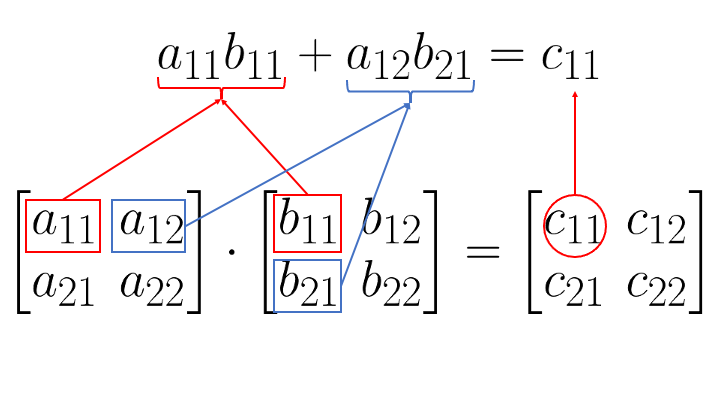 a₁₁b₁₁ + a₁₂b₂₁ = c₁₁
[a₁₁ a₁₂] · [b₁₁ b₁₂] = [c₁₁ c₁₂]
[a₂₁ a₂₂] [b₂₁ b₂₂] [c₂₁ c₂₂]